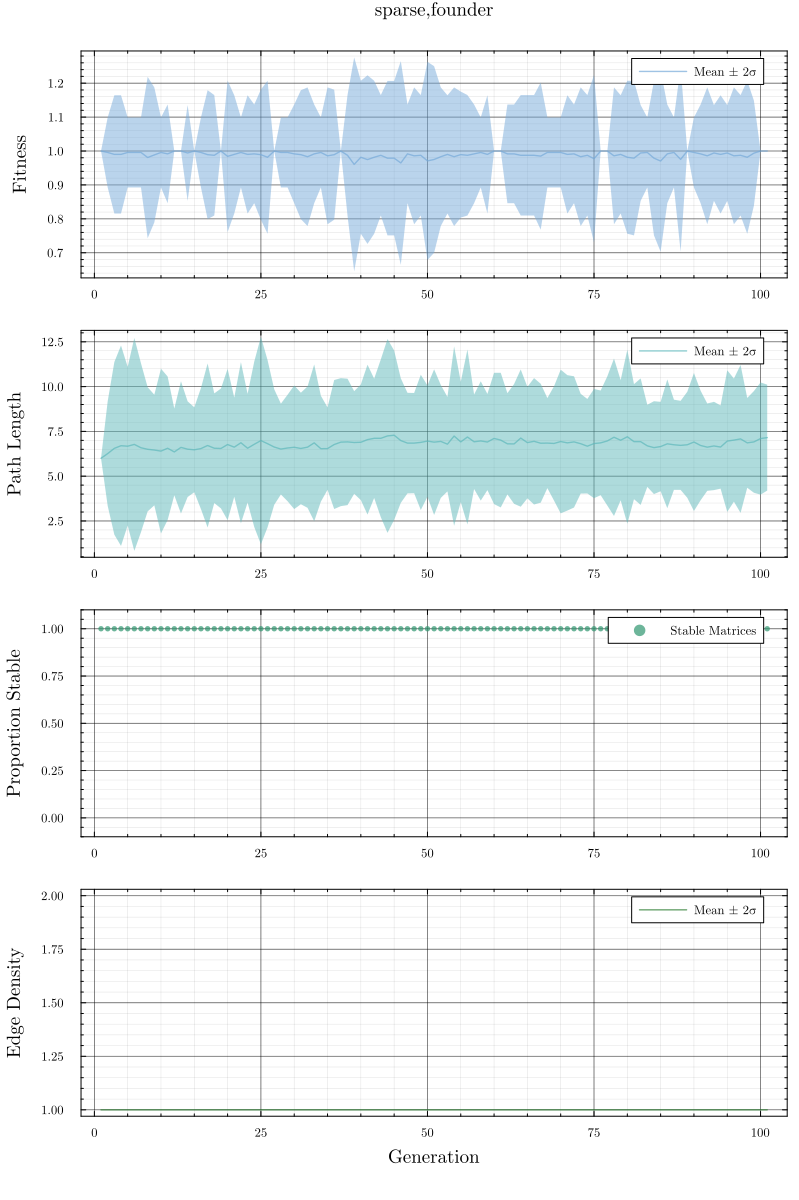 sparse,founder
Fitness
1.2
1.1
1.0
0.9
0.8
0.7
Mean ± 2σ
0 25 50 75 100
Path Length
12.5
10.0
7.5
5.0
2.5
Mean ± 2σ
0 25 50 75 100
Proportion Stable
1.00
0.75
0.50
0.25
0.00
Stable Matrices
0 25 50 75 100
Edge Density
2.00
1.75
1.50
1.25
1.00
Mean ± 2σ
0 25 50 75 100
Generation